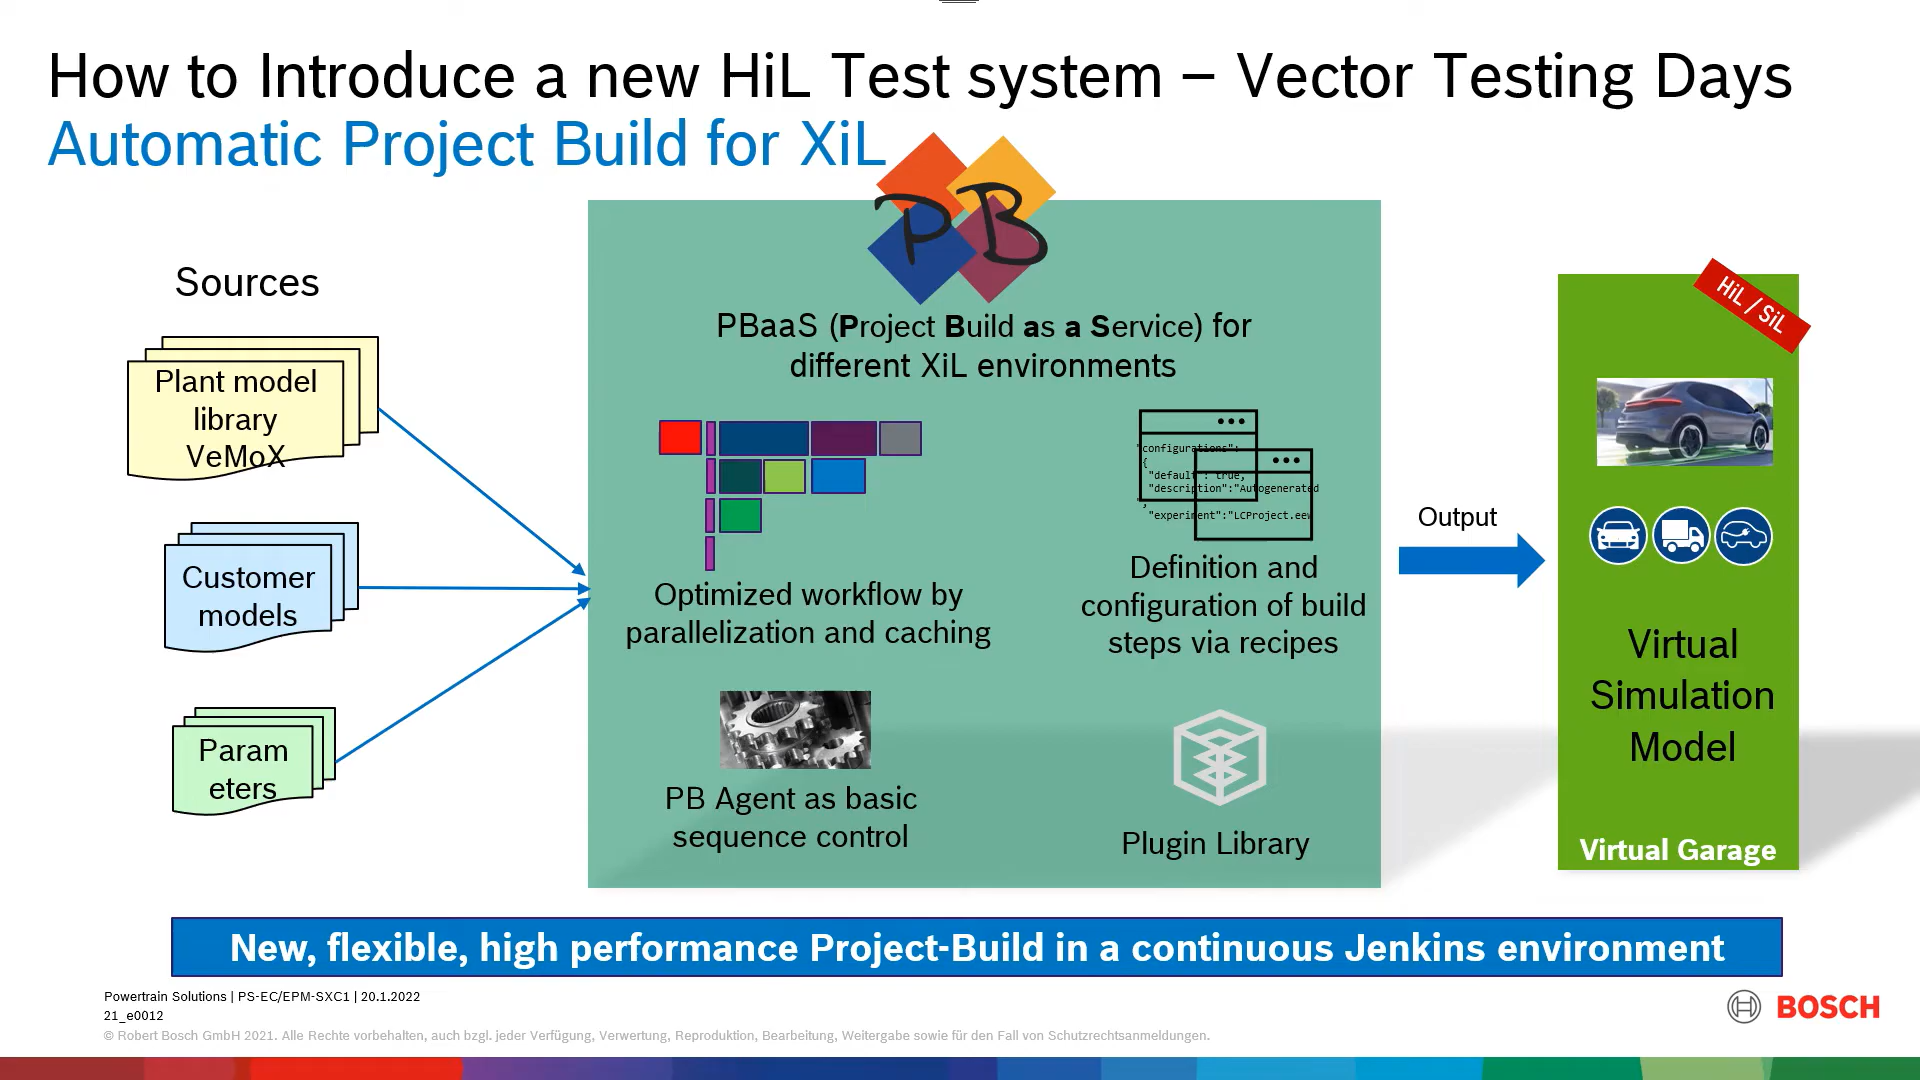 How to Introduce a new HiL Test system – Vector Testing Days
Automatic Project Build for XiL
PB
Sources
Plant model
library
VeMoX
Customer
models
Param
eters
PBaaS (Project Build as a Service) for
different XiL environments
Optimized workflow by
parallelization and caching
"configurations":
{
"default": true,
"description":"Autogenerated
",
"experiment":"LCProject.eew
Definition and
configuration of build
steps via recipes
PB Agent as basic
sequence control
Plugin Library
Output
HiL / SiL
Virtual
Simulation
Model
Virtual Garage
New, flexible, high performance Project-Build in a continuous Jenkins environment
Powertrain Solutions | PS-EC/EPM-SXC1 | 20.1.2022
21_e0012
© Robert Bosch GmbH 2021. Alle Rechte vorbehalten, auch bzgl. jeder Verfügung, Verwertung, Reproduktion, Bearbeitung, Weitergabe sowie für den Fall von Schutzrechtsanmeldungen.
BOSCH